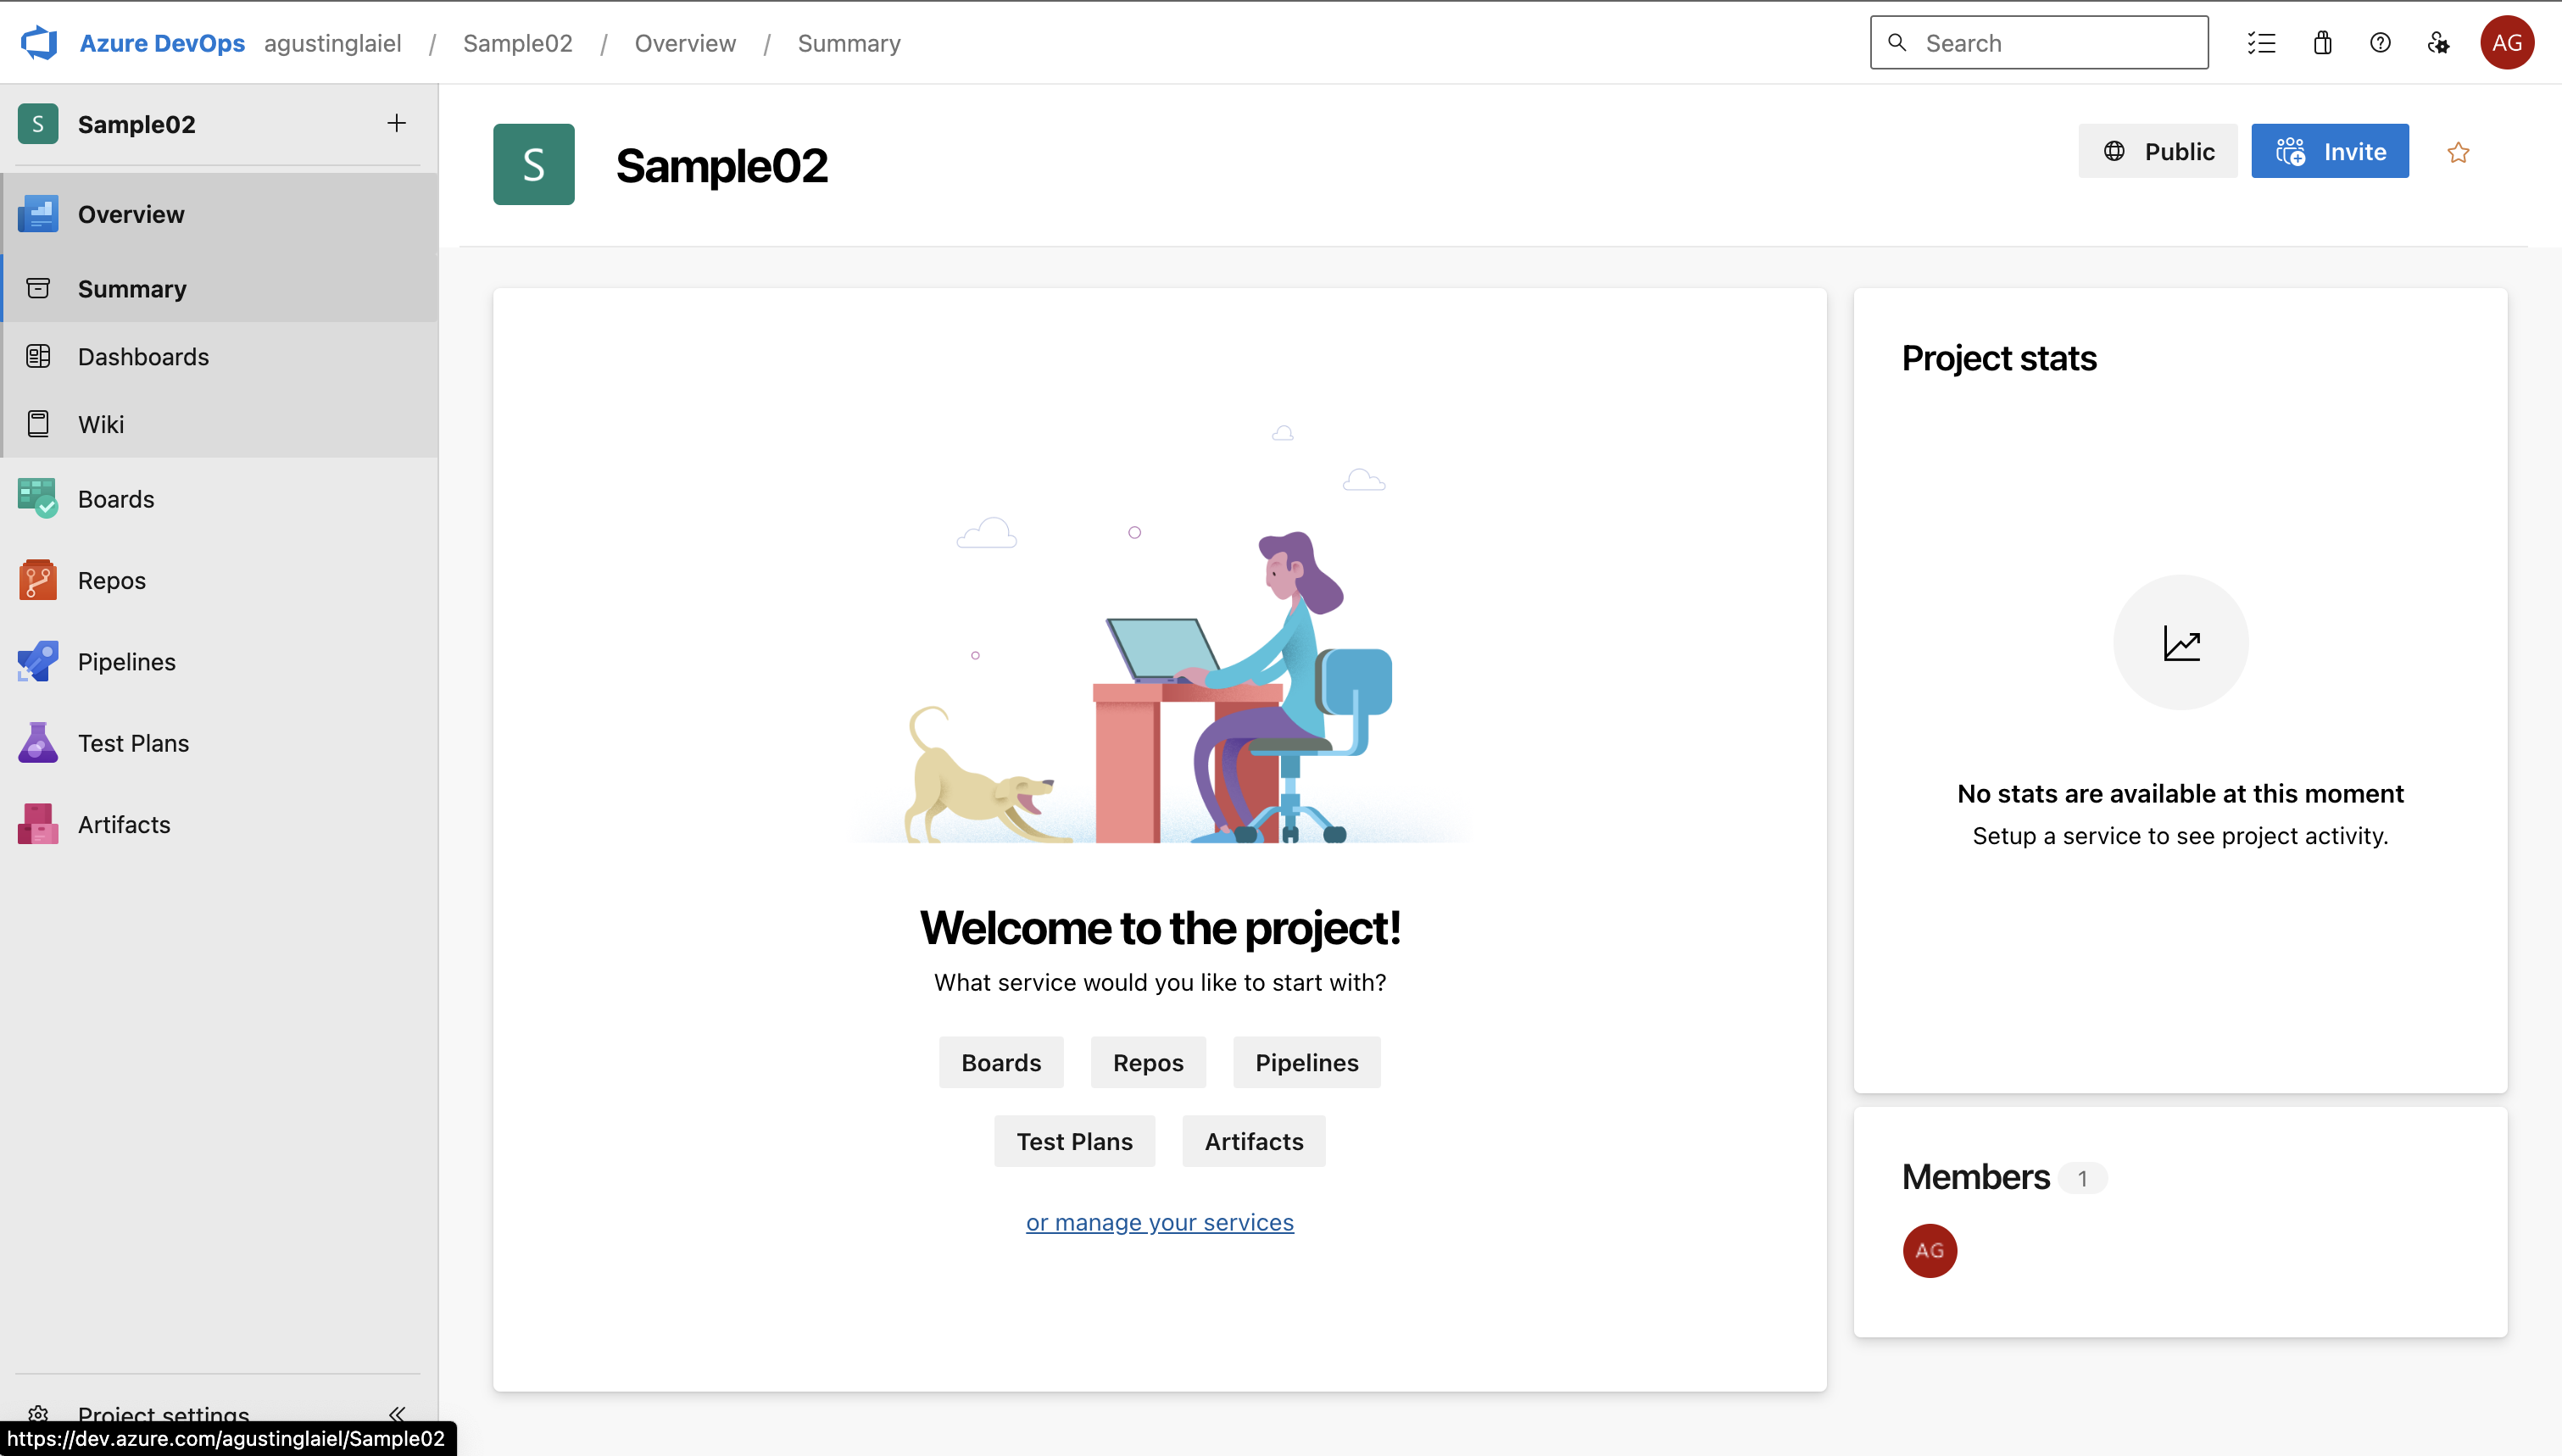 Azure DevOps agustinglaiel / Sample02 / Overview / Summary
Search
AG
S Sample02 +
Overview
Summary
Dashboards
Wiki
Boards
Repos
Pipelines
Test Plans
Artifacts
Project settings
https://dev.azure.com/agustinglaiel/Sample02
S Sample02
Public
Invite
Welcome to the project!
What service would you like to start with?
Boards Repos Pipelines
Test Plans Artifacts
or manage your services
Project stats
No stats are available at this moment
Setup a service to see project activity.
Members 1
AG